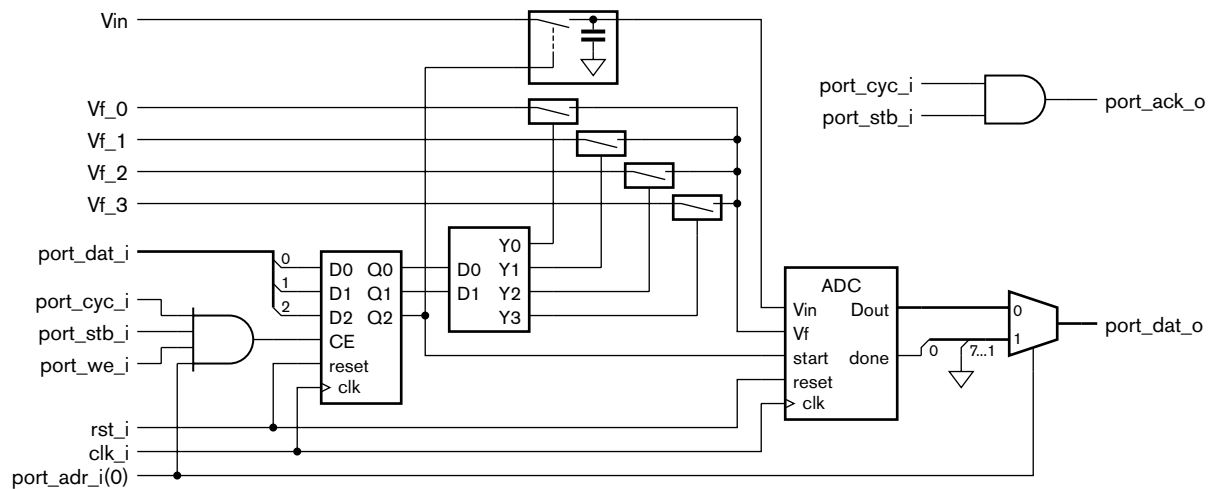 Vin
Vf_0
Vf_1
Vf_2
Vf_3
port_dat_i
port_cyc_i
port_stb_i
port_we_i
rst_i
clk_i
port_adr_i(0)
0
1
2
D0 Q0
D1 Q1
D2 Q2
CE
reset
clk
Y0
D0 Y1
D1 Y2
Y3
port_cyc_i
port_stb_i
port_ack_o
ADC
Vin Dout
Vf
start done
reset
clk
0
7...1
0
1
port_dat_o